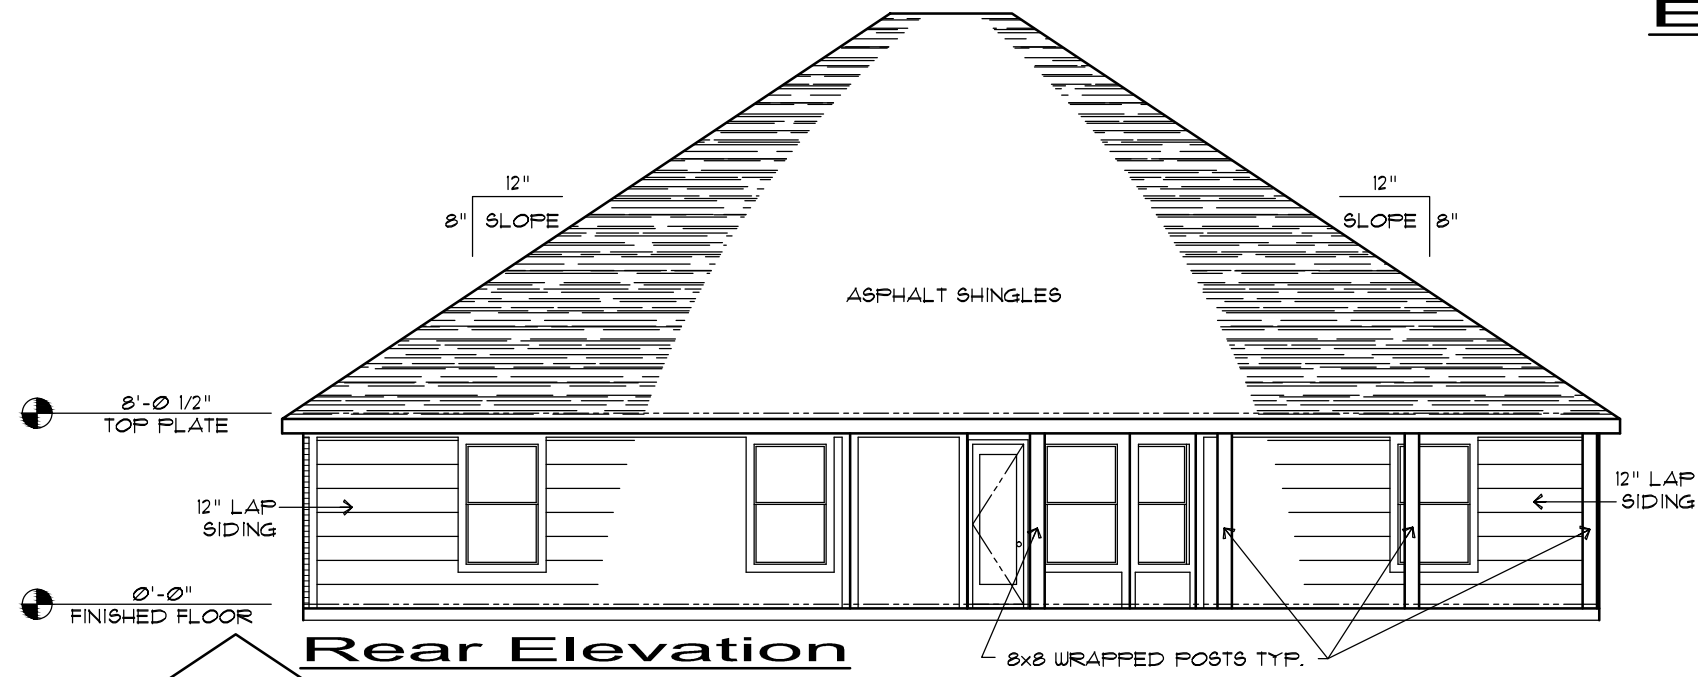 E
12"
8" SLOPE
12"
SLOPE 8"
ASPHALT SHINGLES
8'-0 1/2"
TOP PLATE
12" LAP
SIDING
12" LAP
SIDING
0'-0"
FINISHED FLOOR
Rear Elevation
8x8 WRAPPED POSTS TYP.